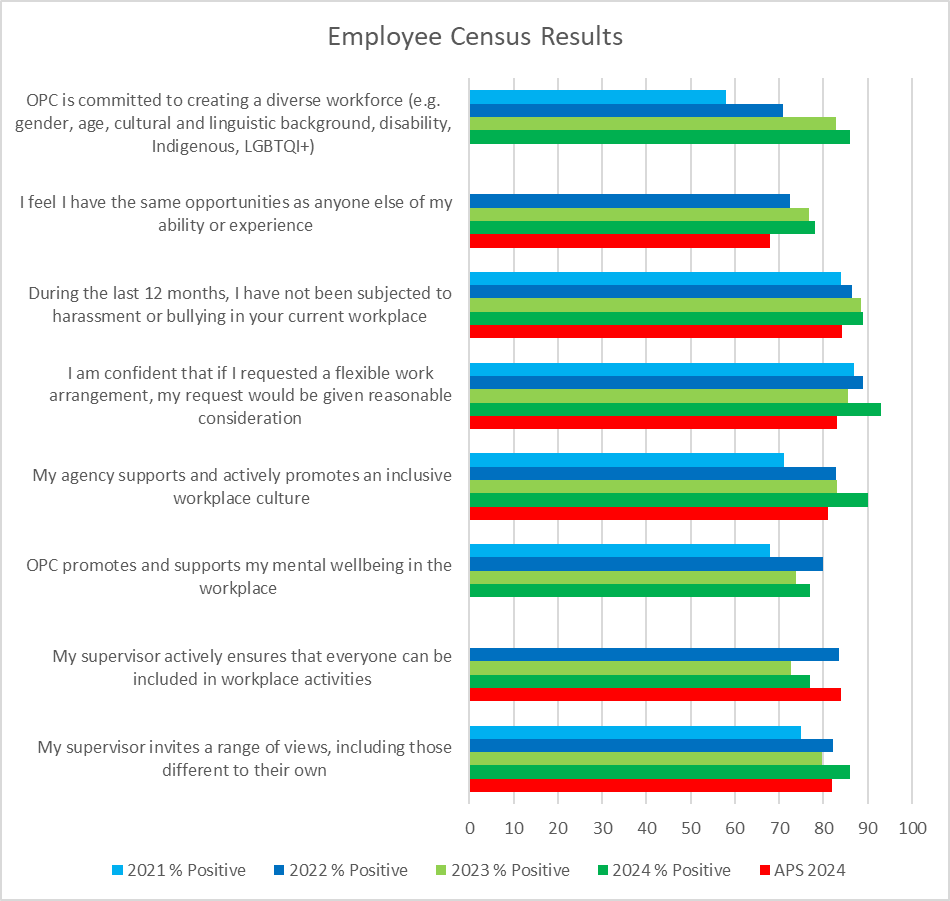 Employee Census Results
OPC is committed to creating a diverse workforce (e.g.
gender, age, cultural and linguistic background, disability,
Indigenous, LGBTQI+)
I feel I have the same opportunities as anyone else of my
ability or experience
During the last 12 months, I have not been subjected to
harassment or bullying in your current workplace
I am confident that if I requested a flexible work
arrangement, my request would be given reasonable
consideration
My agency supports and actively promotes an inclusive
workplace culture
OPC promotes and supports my mental wellbeing in the
workplace
My supervisor actively ensures that everyone can be
included in workplace activities
My supervisor invites a range of views, including those
different to their own
0 10 20 30 40 50 60 70 80 90 100
2021 % Positive 2022 % Positive 2023 % Positive 2024 % Positive APS 2024